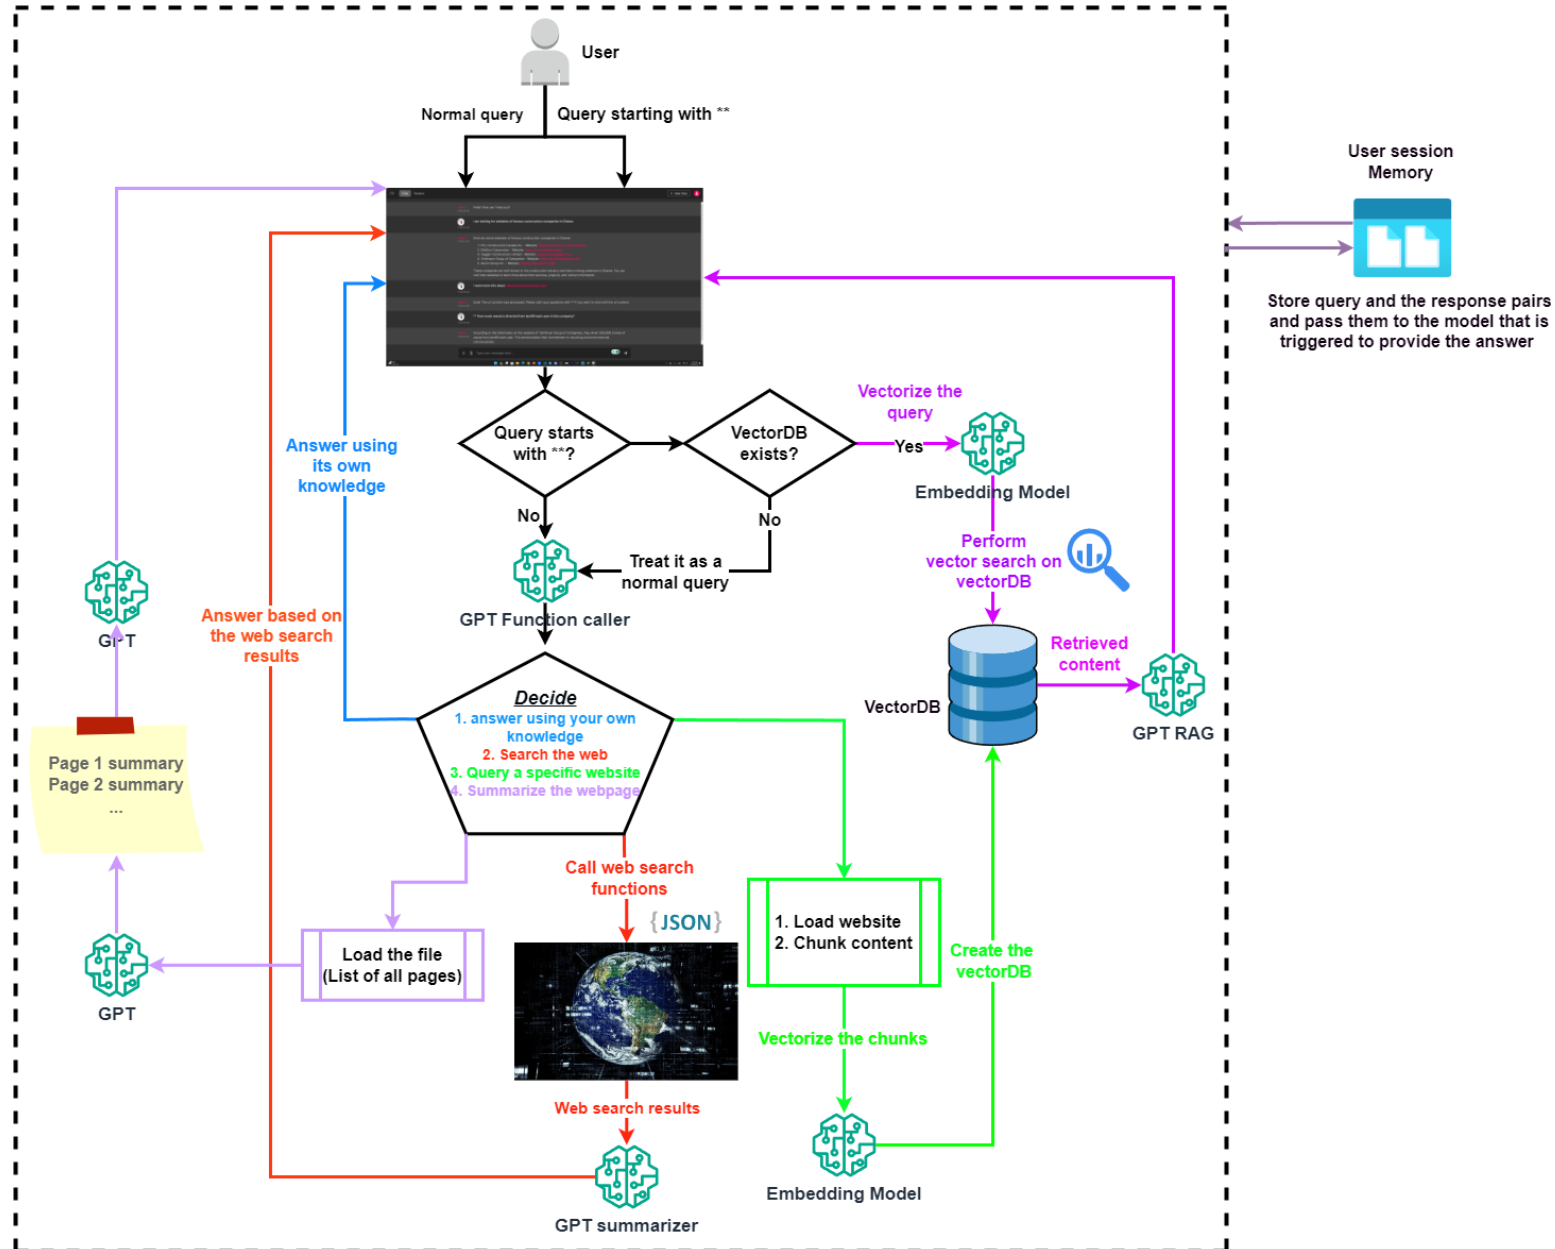 User
Normal query
Query starting with **
User session
Memory
Store query and the response pairs
and pass them to the model that is
triggered to provide the answer
Query starts
with **?
VectorDB
exists?
Vectorize the
query
Yes
Embedding Model
No
No
Treat it as a
normal query
GPT Function caller
Perform
vector search on
vectorDB
Answer using
its own
knowledge
Answer based on
the web search
results
GPT
Page 1 summary
Page 2 summary
...
GPT
Decide
1. answer using your own
knowledge
2. Search the web
3. Query a specific website
4. Summarize the webpage
VectorDB
Retrieved
content
GPT RAG
Load the file
(List of all pages)
Call web search
functions
{JSON}
1. Load website
2. Chunk content
Create the
vectorDB
Vectorize the chunks
Web search results
Embedding Model
GPT summarizer